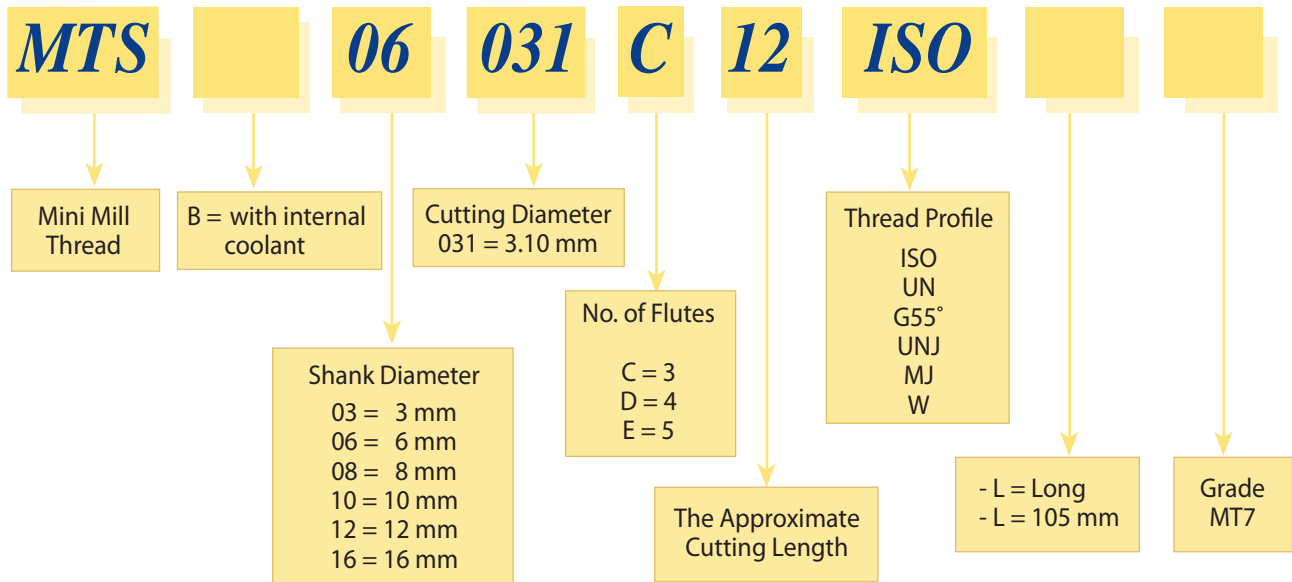 MTS 06 031 C 12 ISO
Mini Mill
Thread
B = with internal
coolant
Cutting Diameter
031 = 3.10 mm
Thread Profile
ISO
UN
G55°
UNJ
MJ
W
No. of Flutes
C = 3
D = 4
E = 5
Shank Diameter
03 = 3 mm
06 = 6 mm
08 = 8 mm
10 = 10 mm
12 = 12 mm
16 = 16 mm
The Approximate
Cutting Length
- L = Long
- L = 105 mm
Grade
MT7